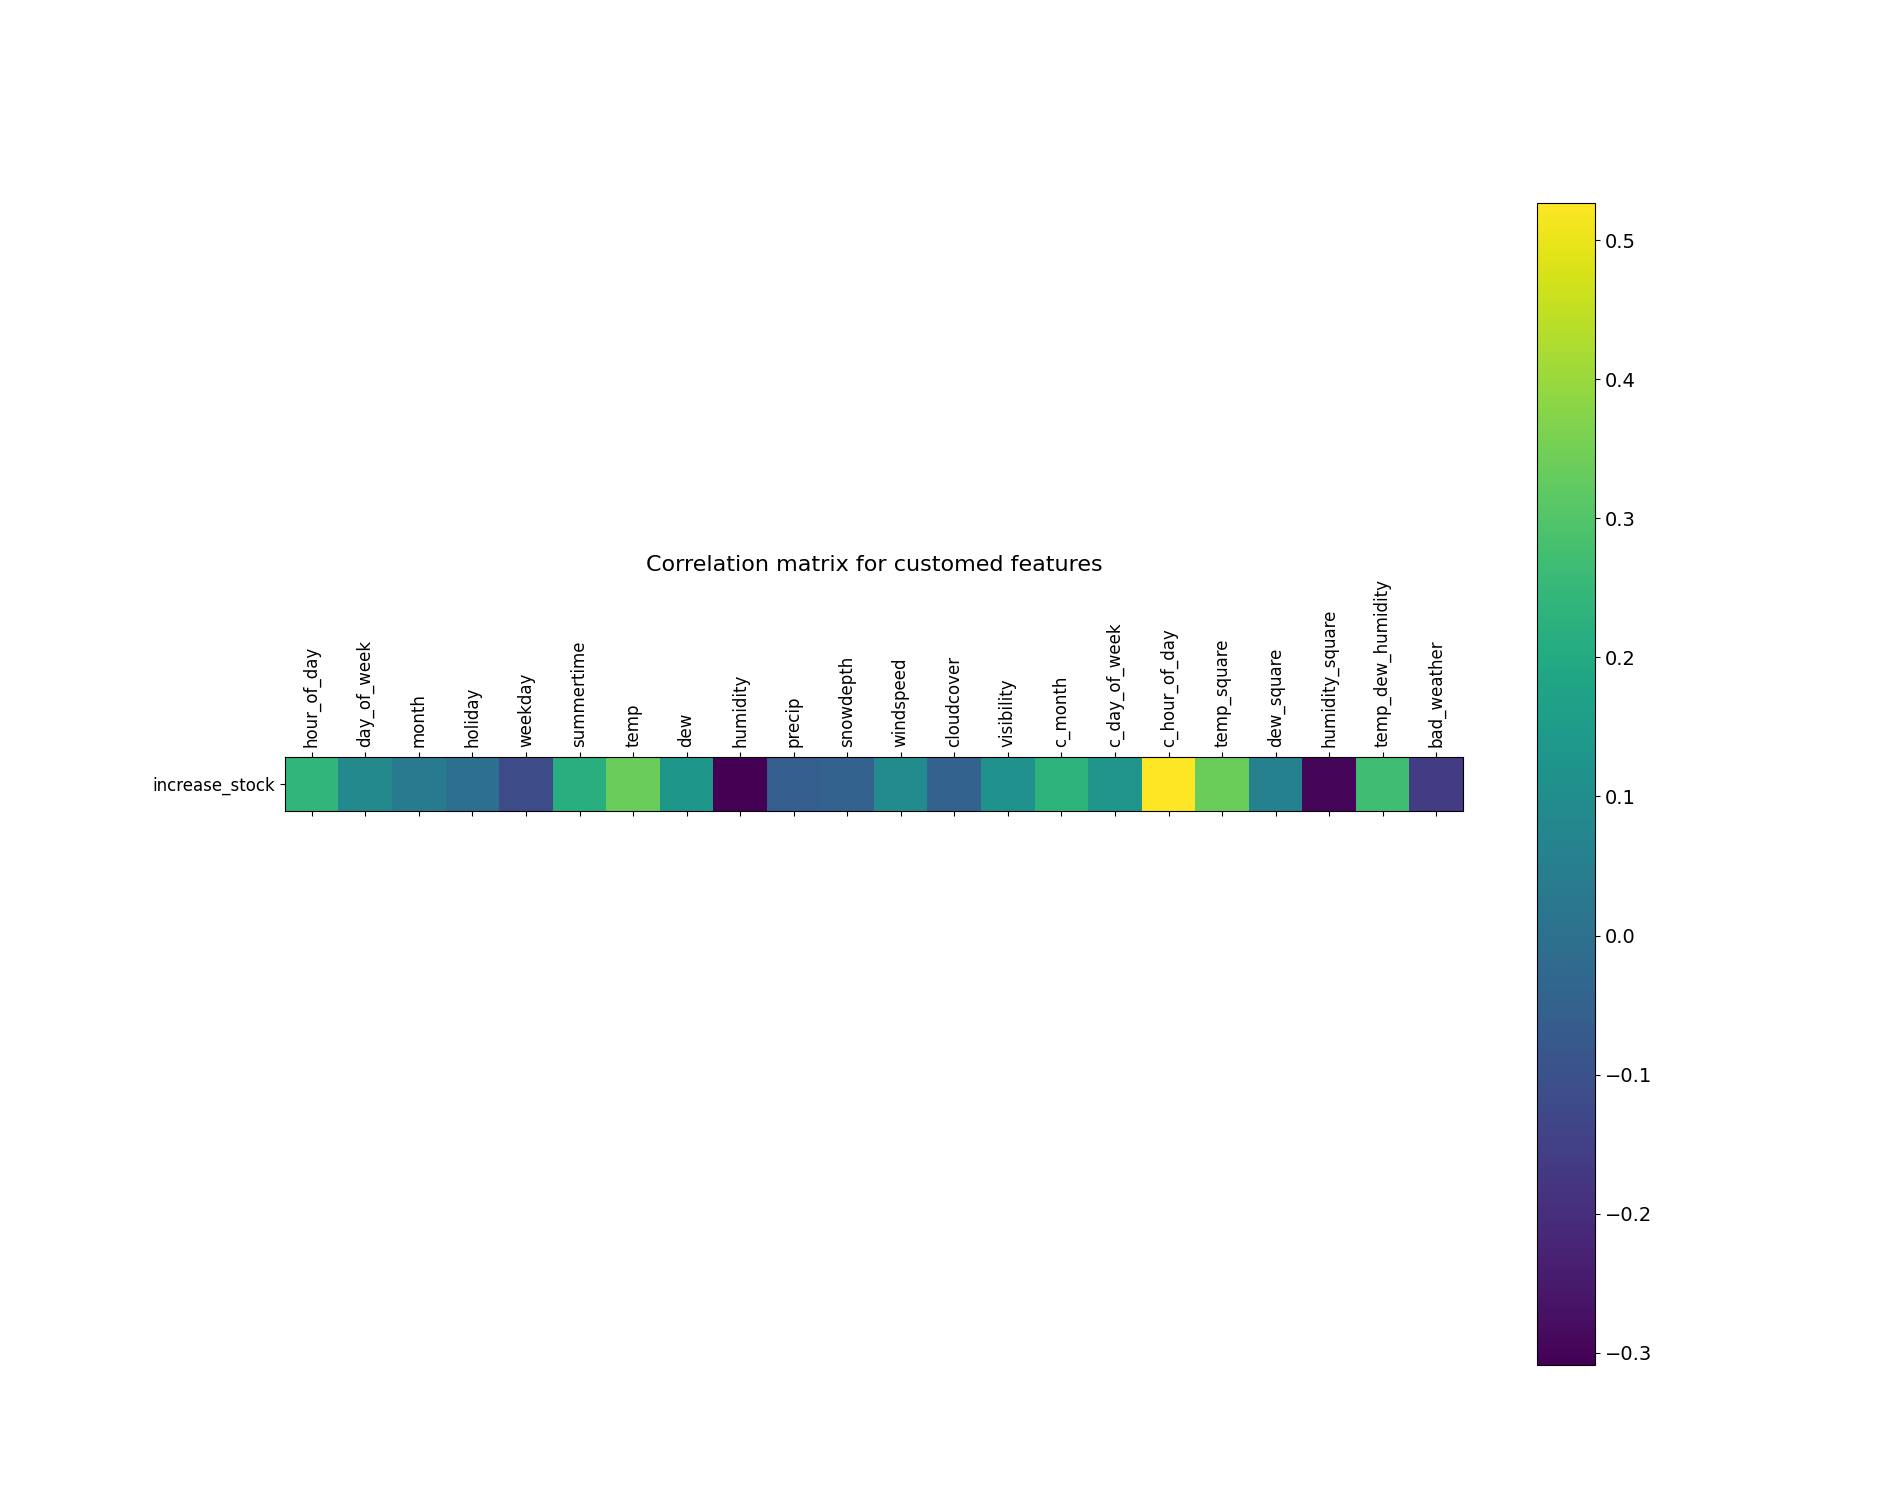 Correlation matrix for customed features
hour_of_day
day_of_week
month
holiday
weekday
summertime
temp
dew
humidity
precip
snowdepth
windspeed
cloudcover
visibility
c_month
c_day_of_week
c_hour_of_day
temp_square
dew_square
humidity_square
temp_dew_humidity
bad_weather
increase_stock
0.5
0.4
0.3
0.2
0.1
0.0
−0.1
−0.2
−0.3